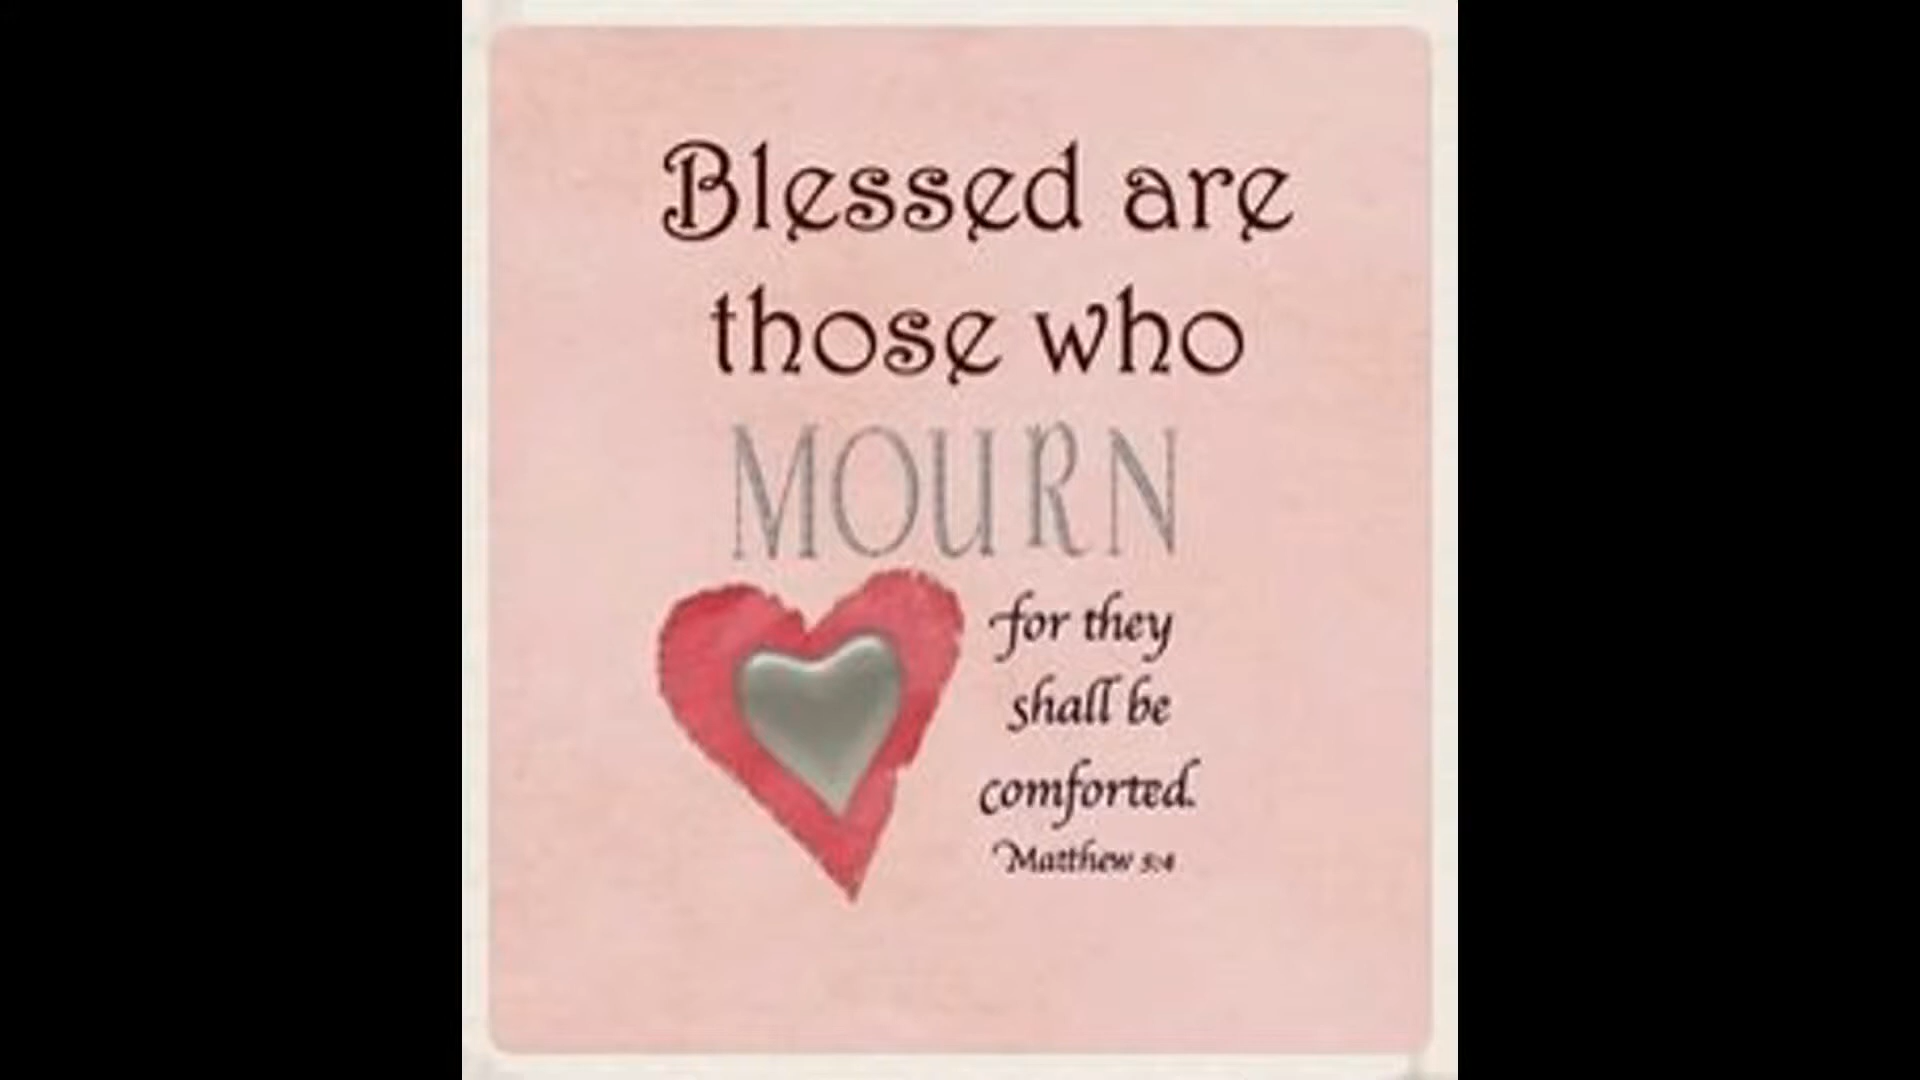 Blessed are
those who
MOURN
for they
shall be
comforted.
Matthew 5:4